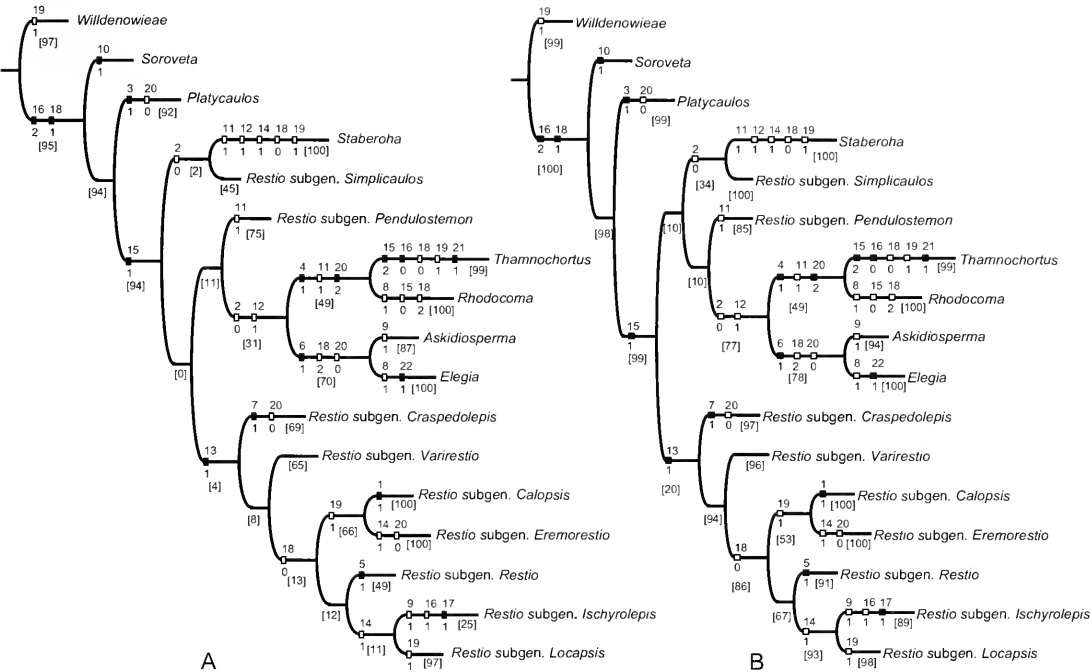 19
Willdenowieae
1 [97]
10
Soroveta
1
16 18
2 1
[95]
3 20
Platycaulos
1 0 [92]
[94]
11 12 14 18 19
Staberoha
1 1 1 0 1 [100]
2
0 [2]
Restio subgen. Simplicaulos
[45]
15
1
[94]
11
Restio subgen. Pendulostemon
1 [75]
[11]
15 16 18 19 21
Thamnochortus
2 0 0 1 1 [99]
4 11 20
1 1 2
[49]
8 15 18
Rhodocoma
1 0 2 [100]
2 12
0 1
[31]
9
Askidiosperma
1 [87]
6 18 20
1 2 0
[70]
8 22
Elegia
1 1 [100]
[0]
7 20
Restio subgen. Craspedolepis
1 0 [69]
13
1
[4]
Restio subgen. Varirestio
[65]
[8]
1
Restio subgen. Calopsis
1 [100]
19
1 [66]
14 20
Restio subgen. Eremorestio
1 0 [100]
18
0 [13]
5
Restio subgen. Restio
1 [49]
[12]
9 16 17
Restio subgen. Ischyrolepis
1 1 1 [25]
14
1 [11]
19
Restio subgen. Locapsis
1 [97]
A
19
Willdenowieae
1
[99]
10
Soroveta
1
16 18
2 1
[100]
3 20
Platycaulos
1 0 [99]
[98]
11 12 14 18 19
Staberoha
1 1 1 0 1 [100]
2
0
[34]
Restio subgen. Simplicaulos
[100]
[10]
11
Restio subgen. Pendulostemon
1 [85]
[10]
15 16 18 19 21
Thamnochortus
2 0 0 1 1 [99]
4 11 20
1 1 2
[49]
8 15 18
Rhodocoma
1 0 2 [100]
2 12
0 1
[77]
9
Askidiosperma
1 [94]
6 18 20
1 2 0
[78]
8 22
Elegia
1 1 [100]
15
1
[99]
7 20
Restio subgen. Craspedolepis
1 0 [97]
13
1
[20]
Restio subgen. Varirestio
[96]
[94]
1
Restio subgen. Calopsis
1 [100]
19
1
[53]
14 20
Restio subgen. Eremorestio
1 0 [100]
18
0
[86]
5
Restio subgen. Restio
1 [91]
[67]
9 16 17
Restio subgen. Ischyrolepis
1 1 1 [89]
14
1
[93]
19
Restio subgen. Locapsis
1 [98]
B